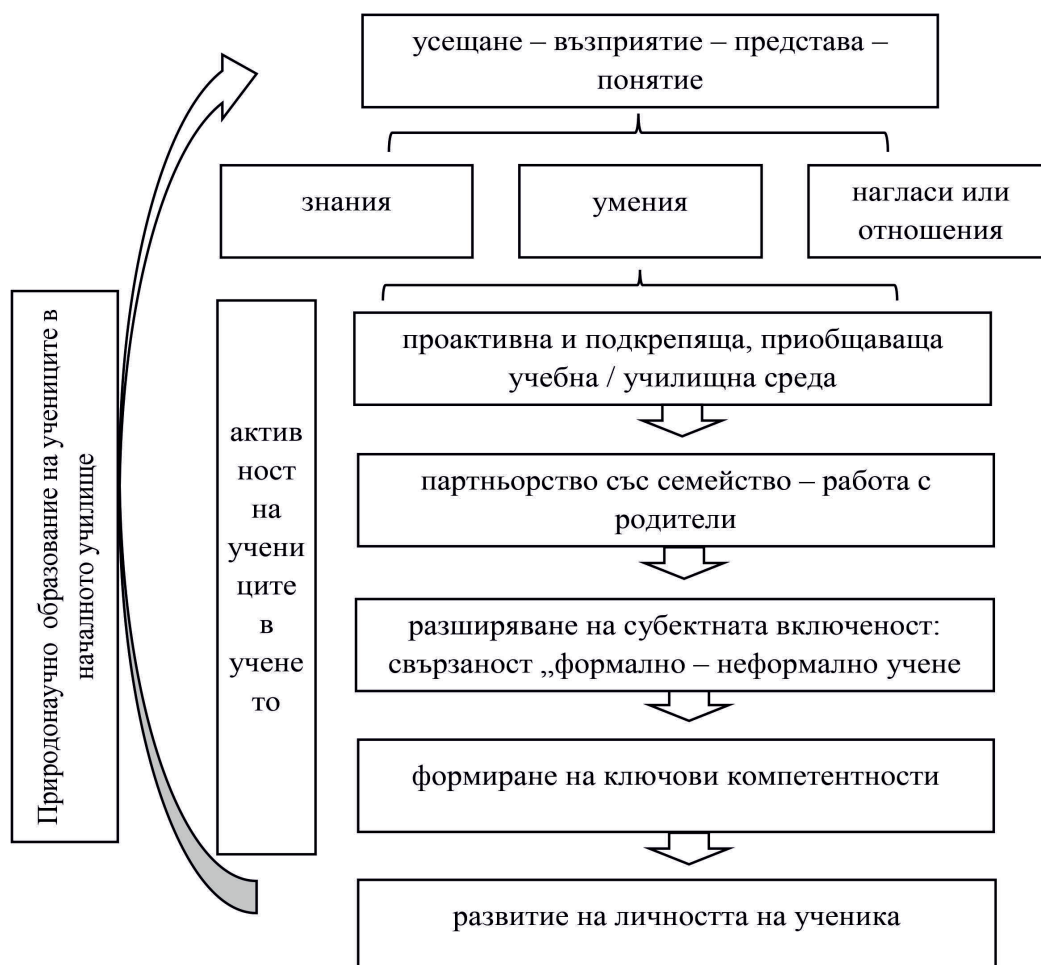 усещане – възприятие – представа –
понятие
знания
умения
нагласи или
отношения
Природонаучно образование на учениците в
началното училище
актив
ност
на
учени
ците
в
учене
то
проактивна и подкрепяща, приобщаваща
учебна / училищна среда
партньорство със семейство – работа с
родители
разширяване на субектната включеност:
свързаност „формално – неформално учене
формиране на ключови компетентности
развитие на личността на ученика